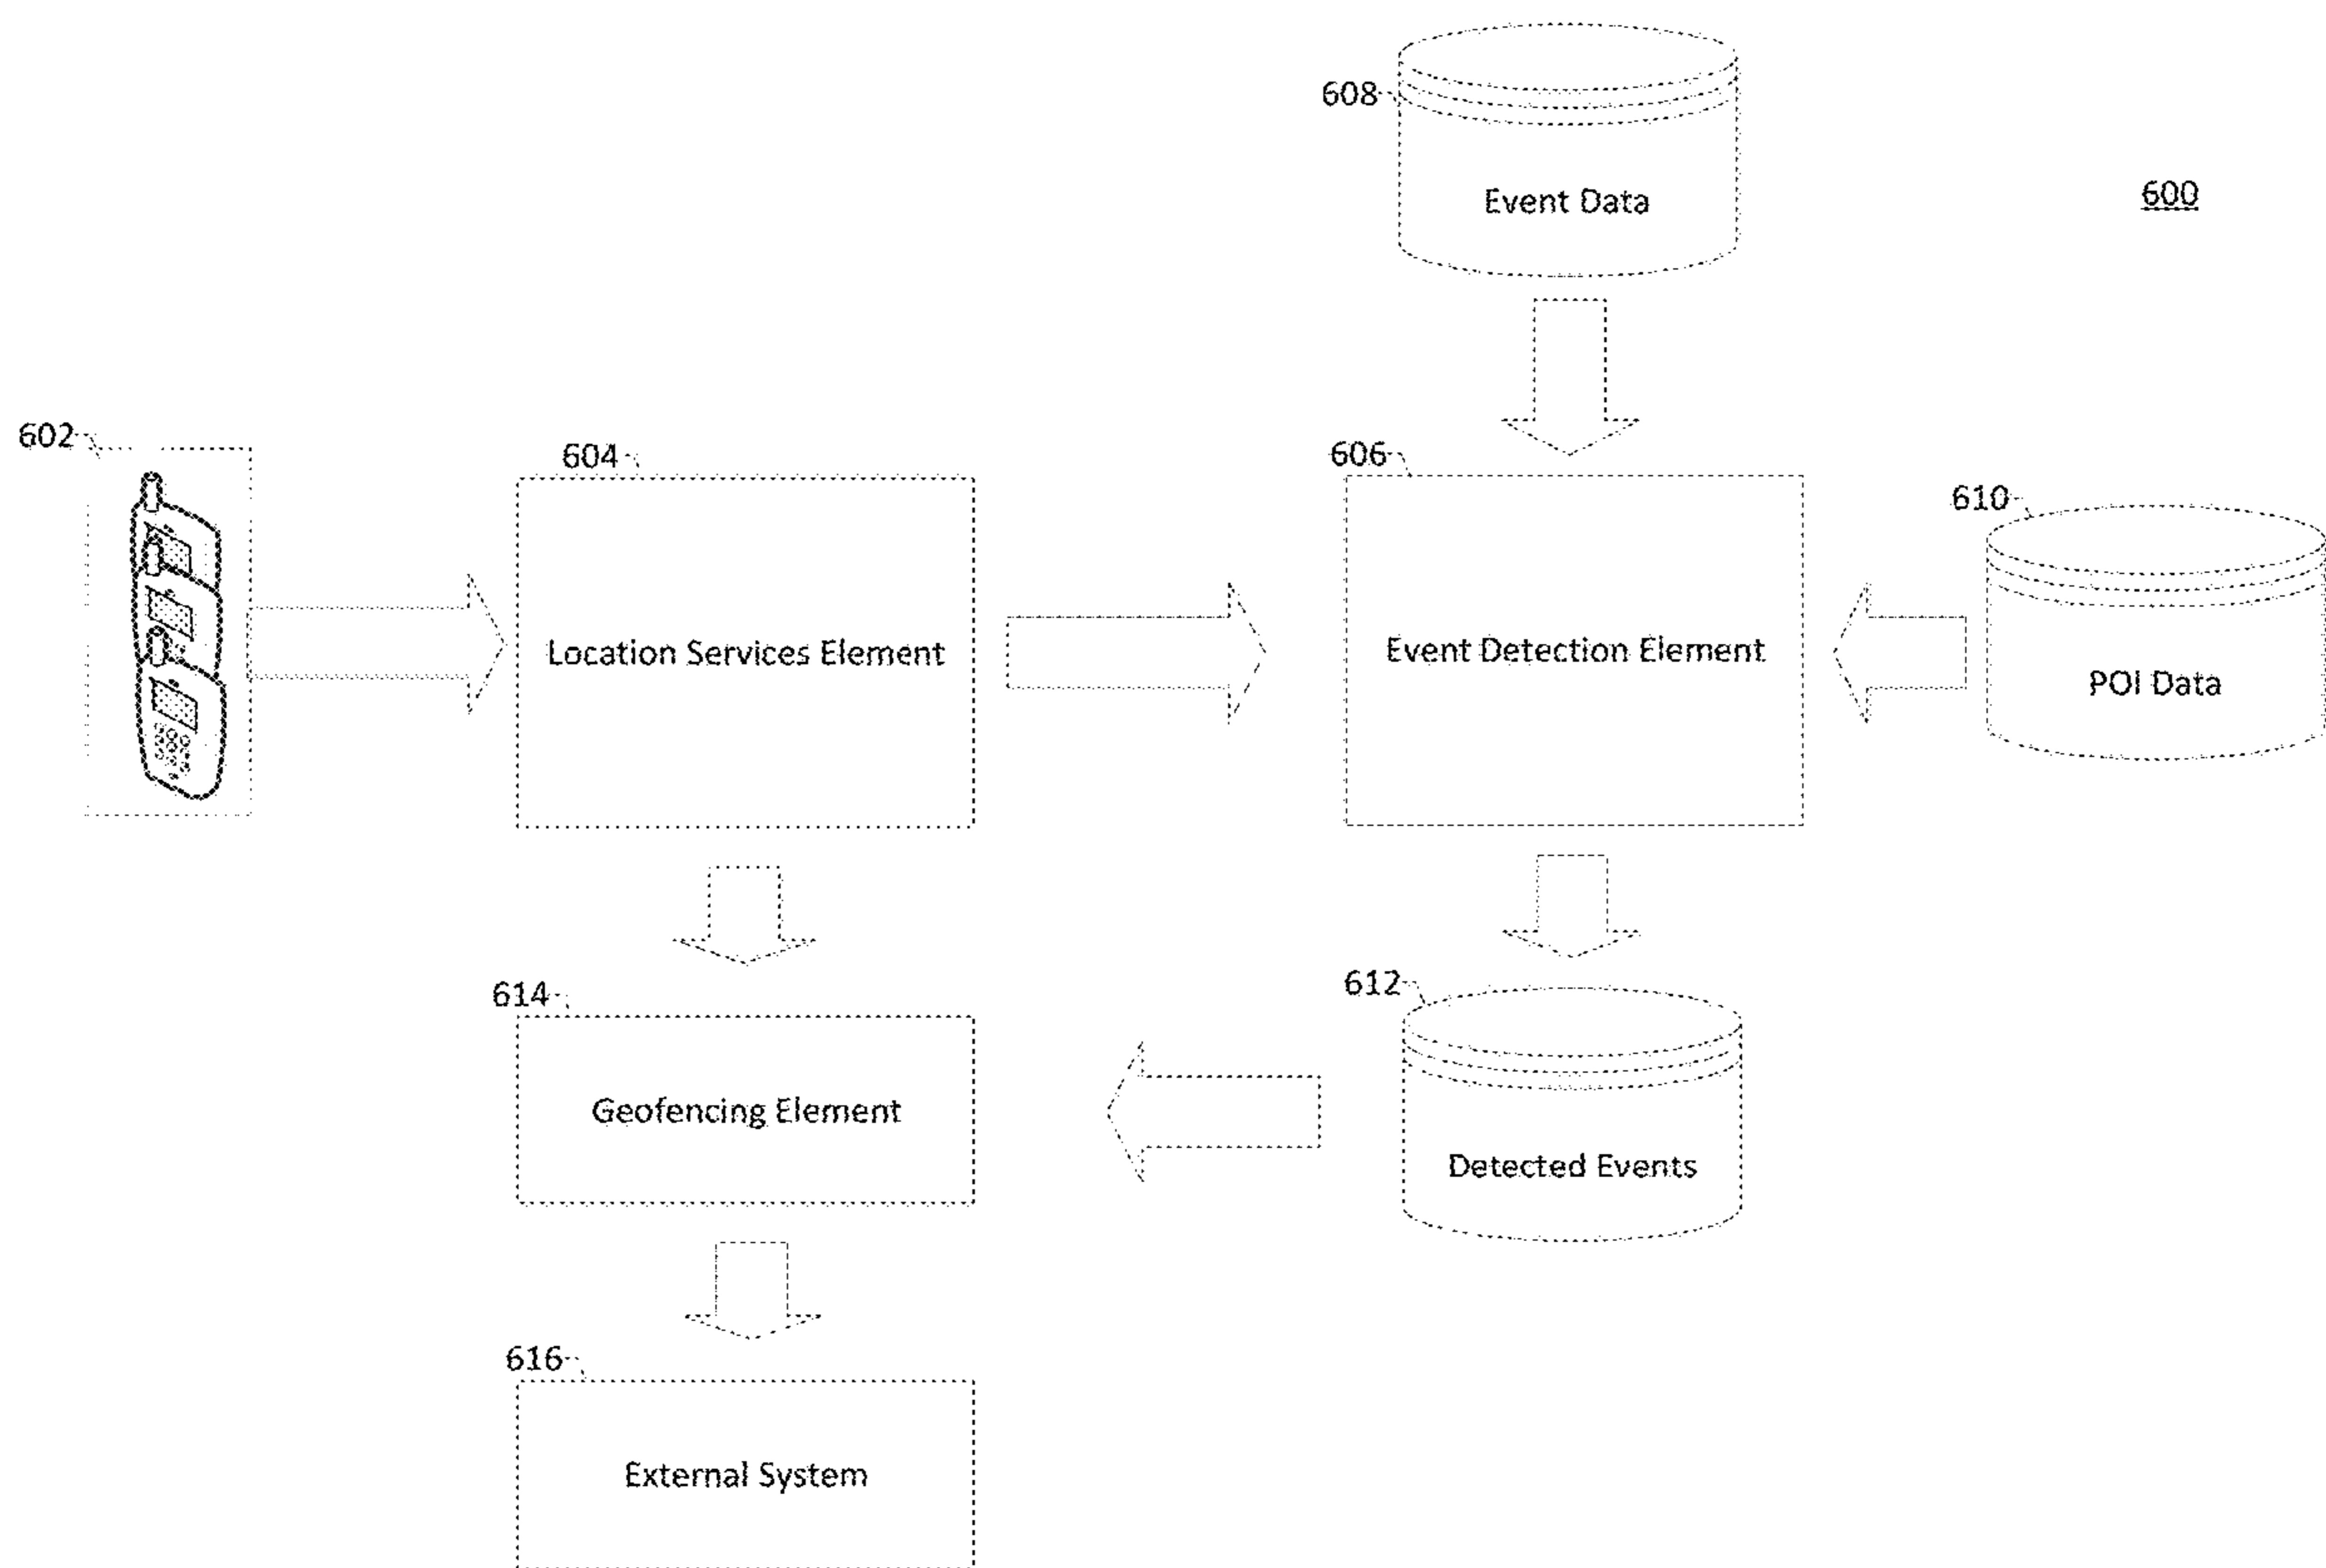 608
Event Data
600
602
604
Location Services Element
606
Event Detection Element
610
POI Data
614
Geofencing Element
612
Detected Events
616
External System